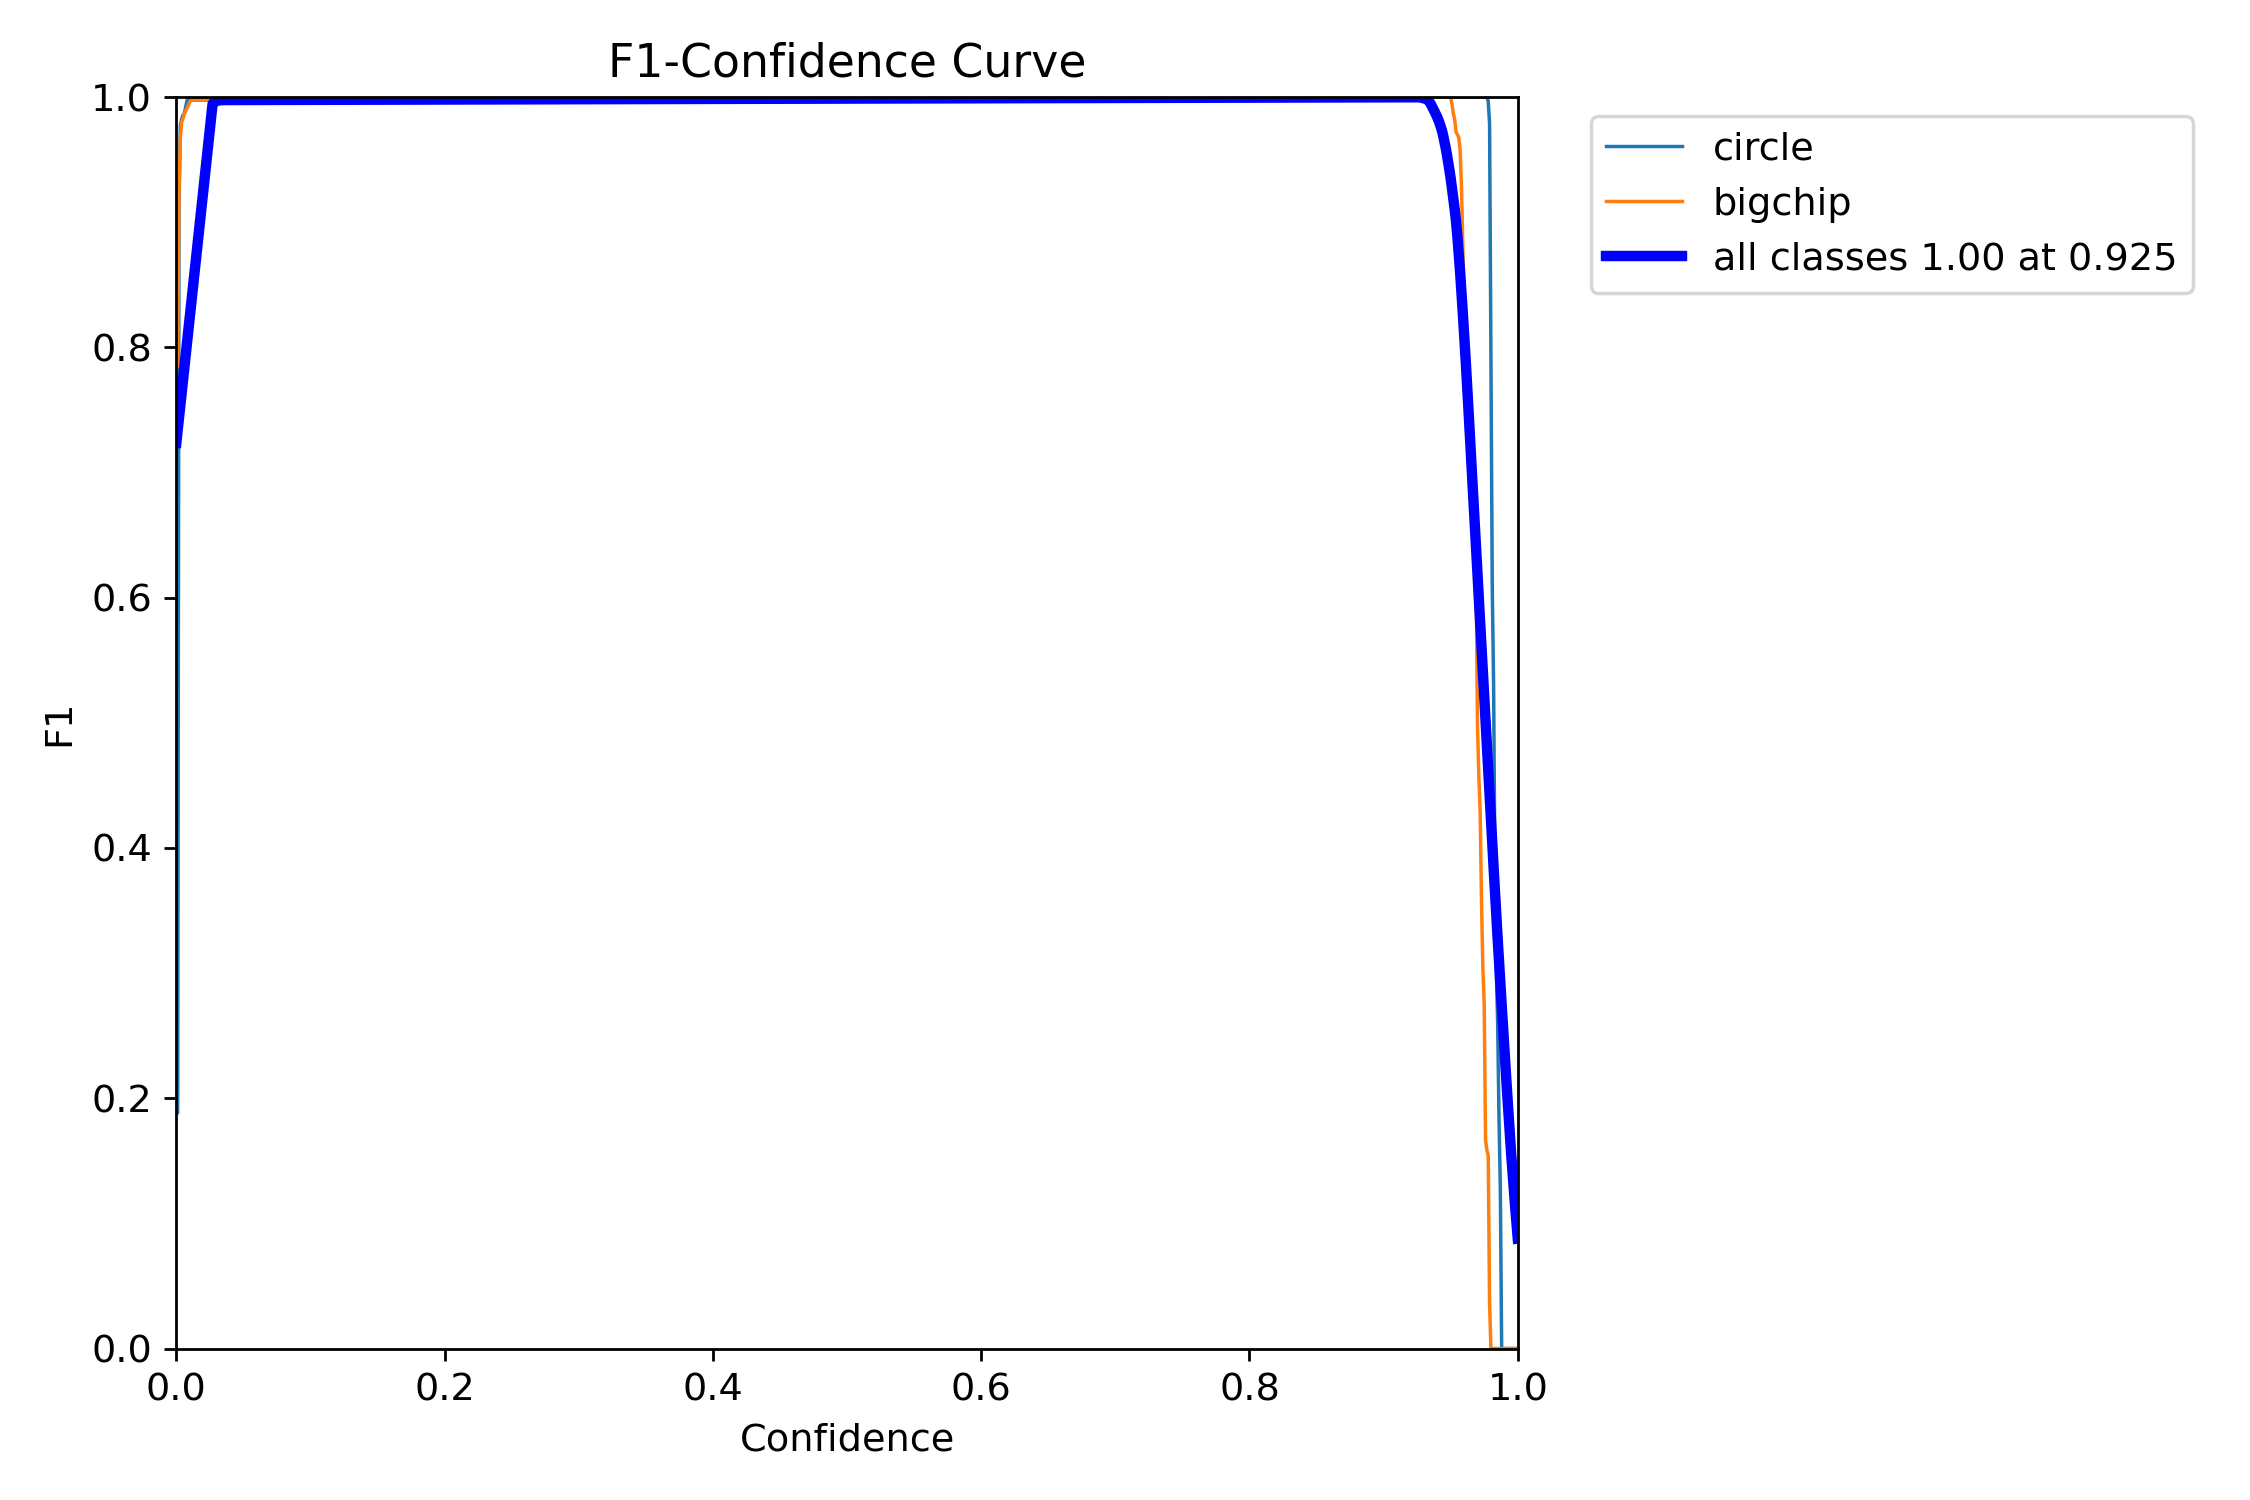 F1-Confidence Curve
1.0
0.8
0.6
0.4
0.2
0.0
F1
0.0 0.2 0.4 0.6 0.8 1.0
Confidence
circle
bigchip
all classes 1.00 at 0.925